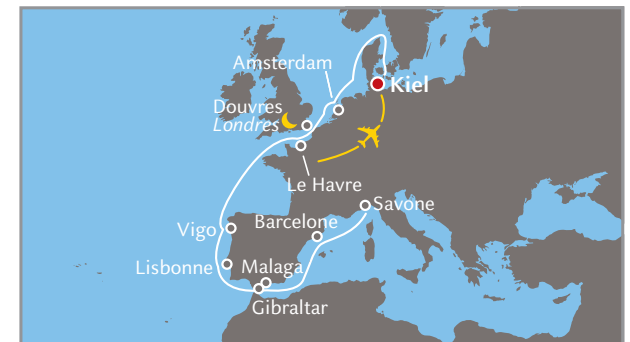 Amsterdam
Kiel
Douvres
Londres
Le Havre
Savone
Barcelone
Vigo
Lisbonne
Malaga
Gibraltar